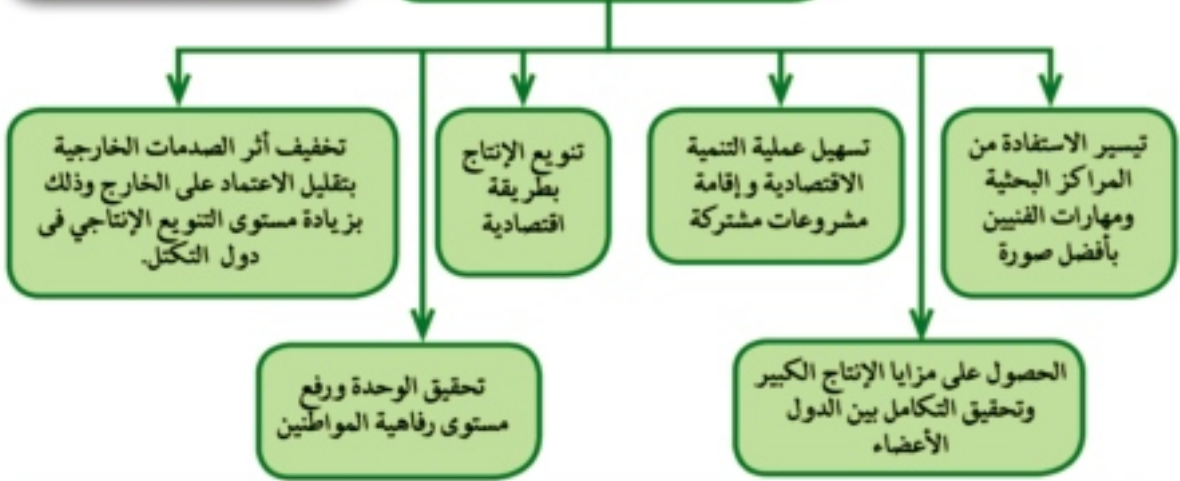 تيسير الاستفادة من
المراكز البحثية
ومهارات الفنيين
بأفضل صورة
تسهيل عملية التنمية
الاقتصادية وإقامة
مشروعات مشتركة
تنويع الإنتاج
بطريقة
اقتصادية
تخفيف أثر الصدمات الخارجية
بتقليل الاعتماد على الخارج وذلك
بزيادة مستوى التنويع الإنتاجي فى
دول التكتل.
الحصول على مزايا الإنتاج الكبير
وتحقيق التكامل بين الدول
الأعضاء
تحقيق الوحدة ورفع
مستوى رفاهية المواطنين